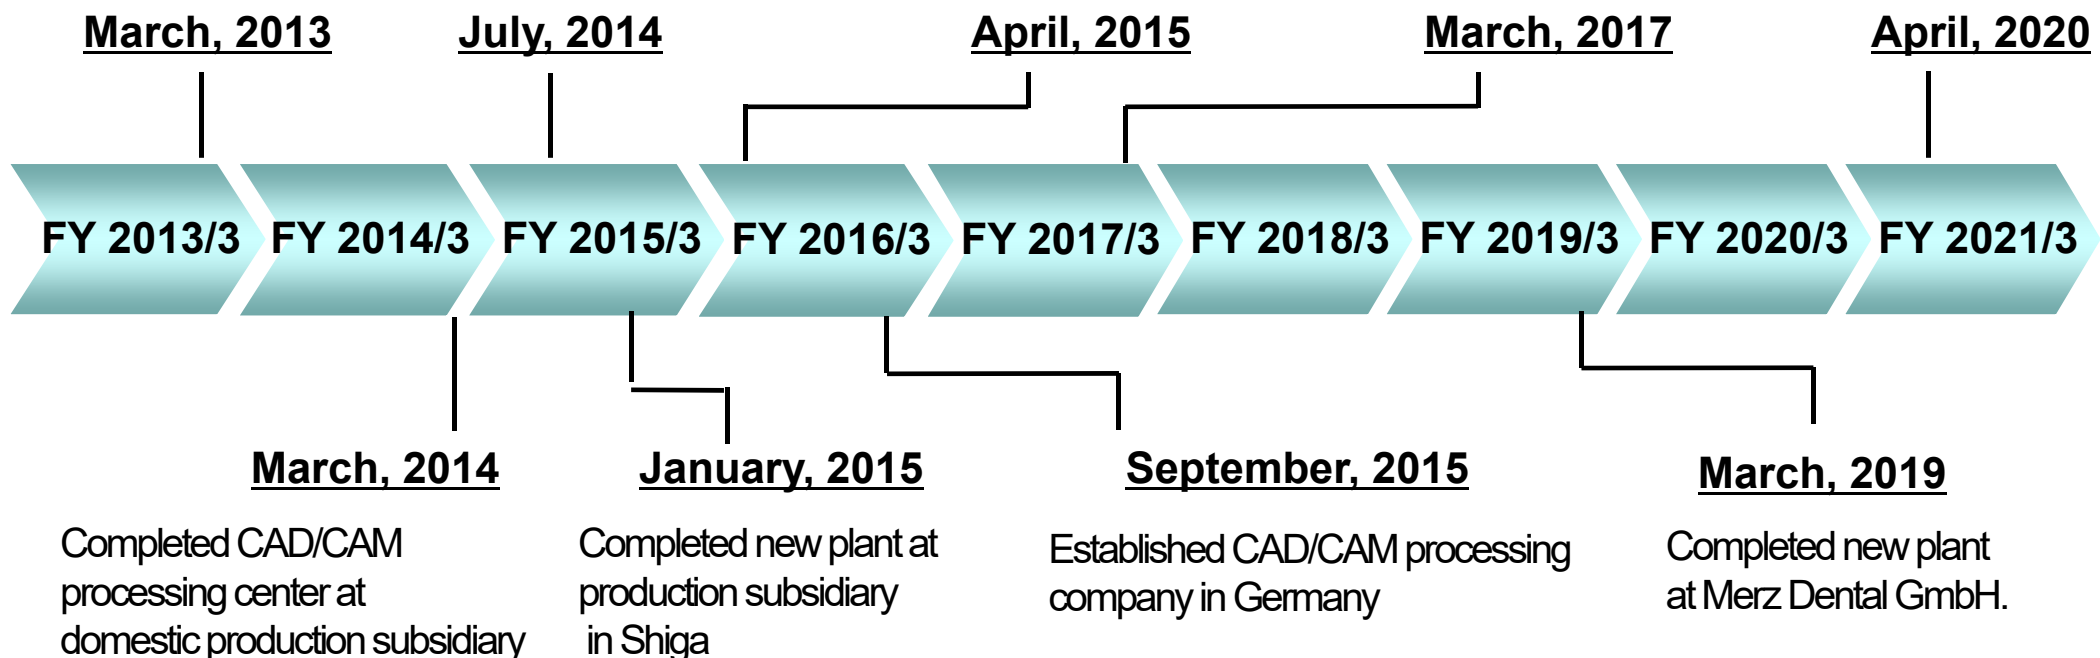 March, 2013
July, 2014
April, 2015
March, 2017
April, 2020
FY 2013/3
FY 2014/3
FY 2015/3
FY 2016/3
FY 2017/3
FY 2018/3
FY 2019/3
FY 2020/3
FY 2021/3
March, 2014
Completed CAD/CAM
processing center at
domestic production subsidiary
January, 2015
Completed new plant at
production subsidiary
in Shiga
September, 2015
Established CAD/CAM processing
company in Germany
March, 2019
Completed new plant
at Merz Dental GmbH.